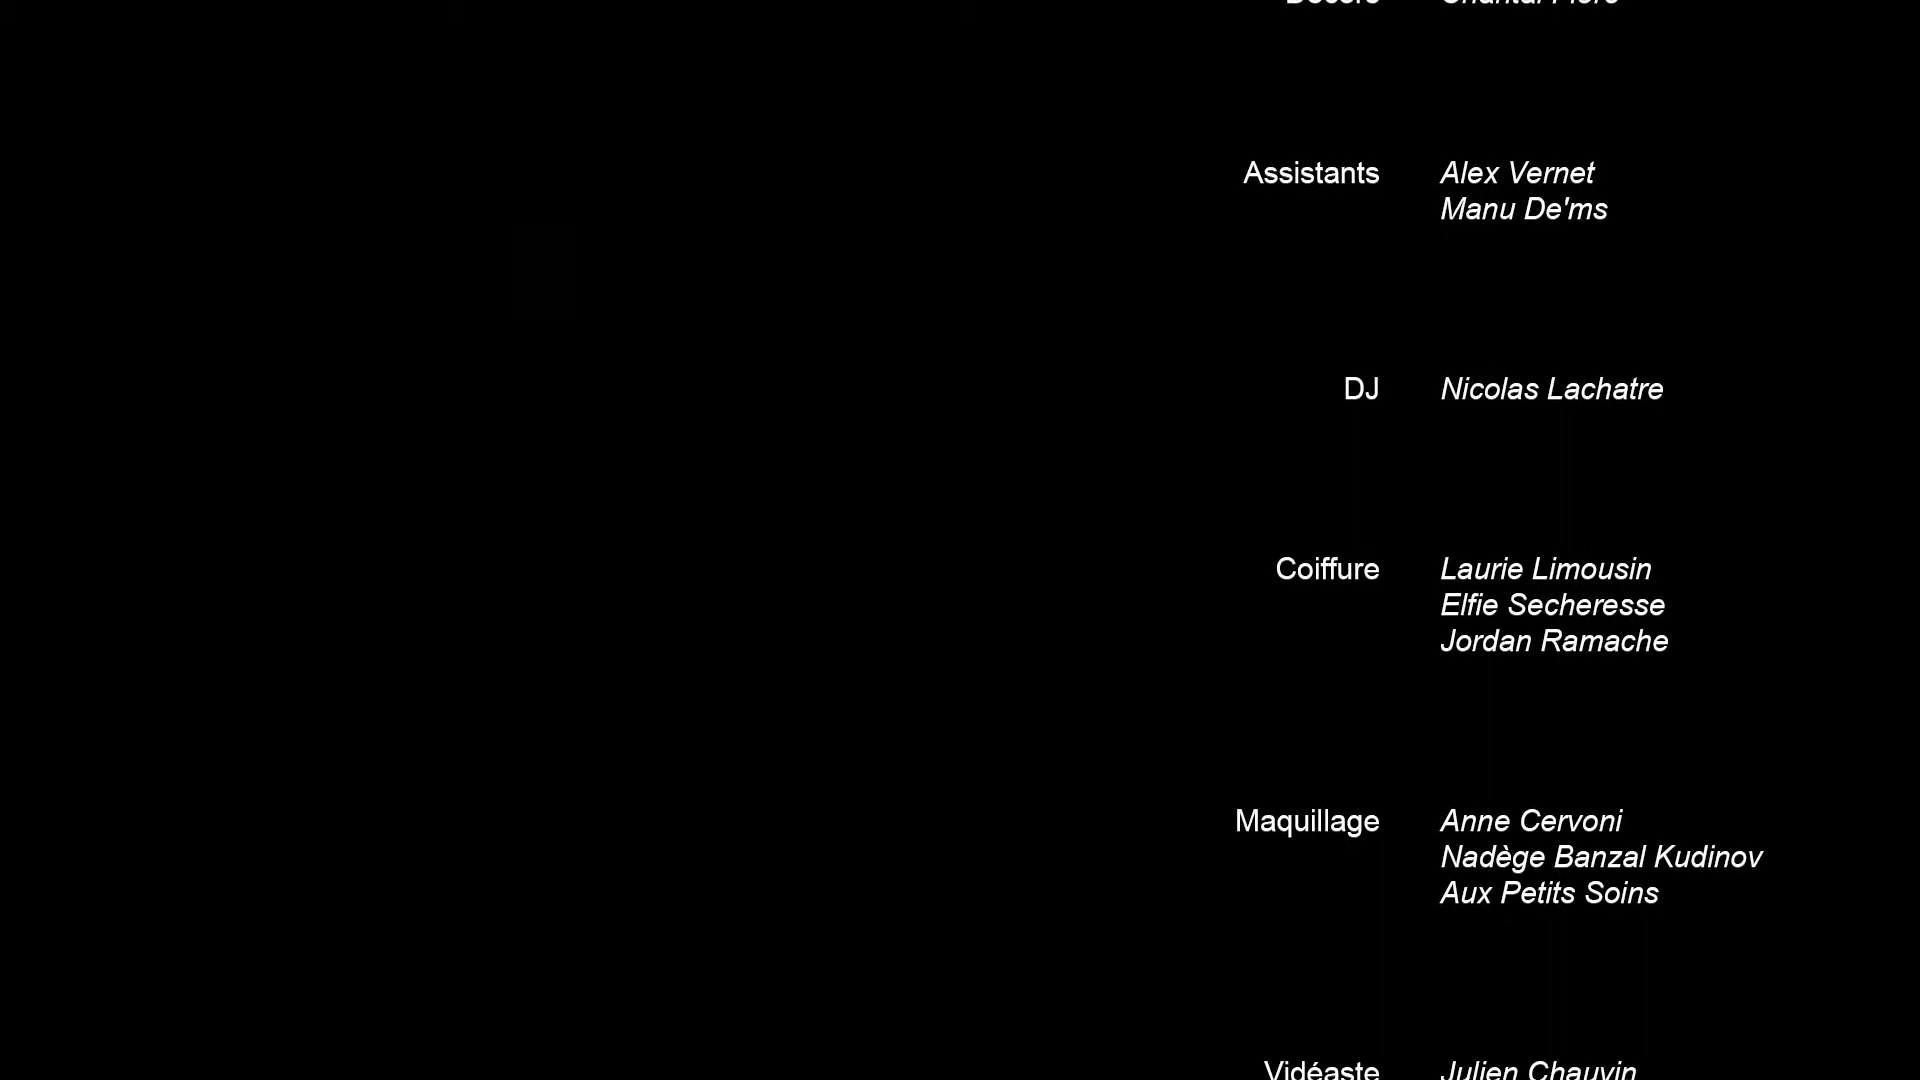 Assistants Alex Vernet
Manu De'ms
DJ Nicolas Lachatre
Coiffure Laurie Limousin
Elfie Secheresse
Jordan Ramache
Maquillage Anne Cervoni
Nadège Banzal Kudinov
Aux Petits Soins
Vidéaste Julien Chauvin